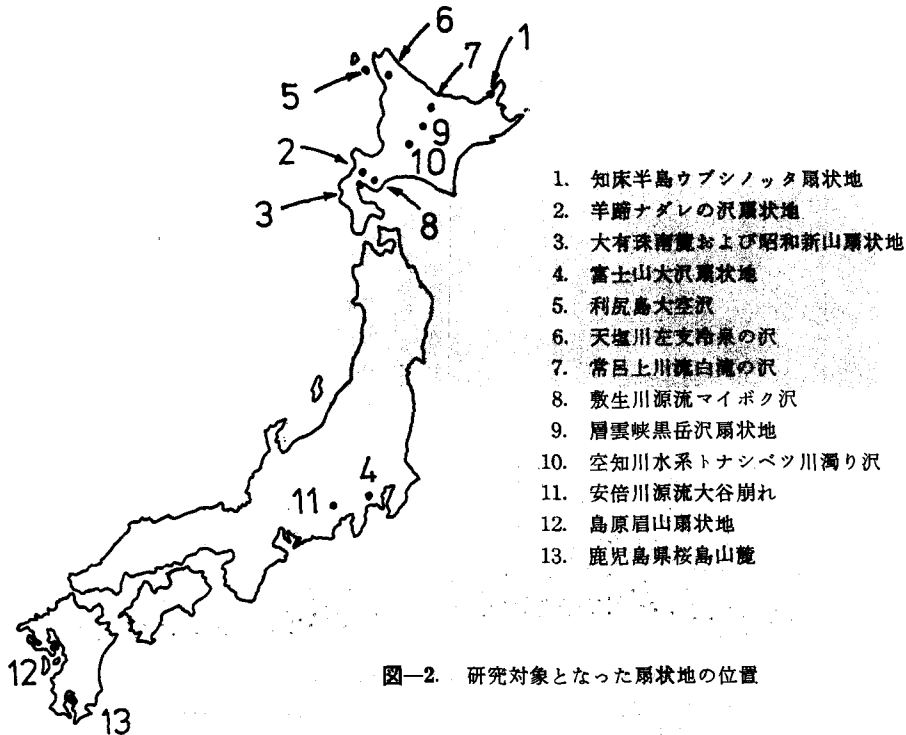 6
1
7
5
9
2
10
3
8
1. 知床半島ウブシノッタ扇状地
2. 羊蹄ナダレの沢扇状地
3. 大有珠南麓および昭和新山扇状地
4. 富士山大沢扇状地
5. 利尻島大空沢
6. 天塩川左支冷泉の沢
7. 常呂上川流白滝の沢
8. 敷生川源流マイボク沢
9. 層雲峡黒岳沢扇状地
10. 空知川水系トナシベツ川濁り沢
11. 安倍川源流大谷崩れ
12. 島原眉山扇状地
13. 鹿児島県桜島山麓
4
11
12
13
図—2. 研究対象となった扇状地の位置